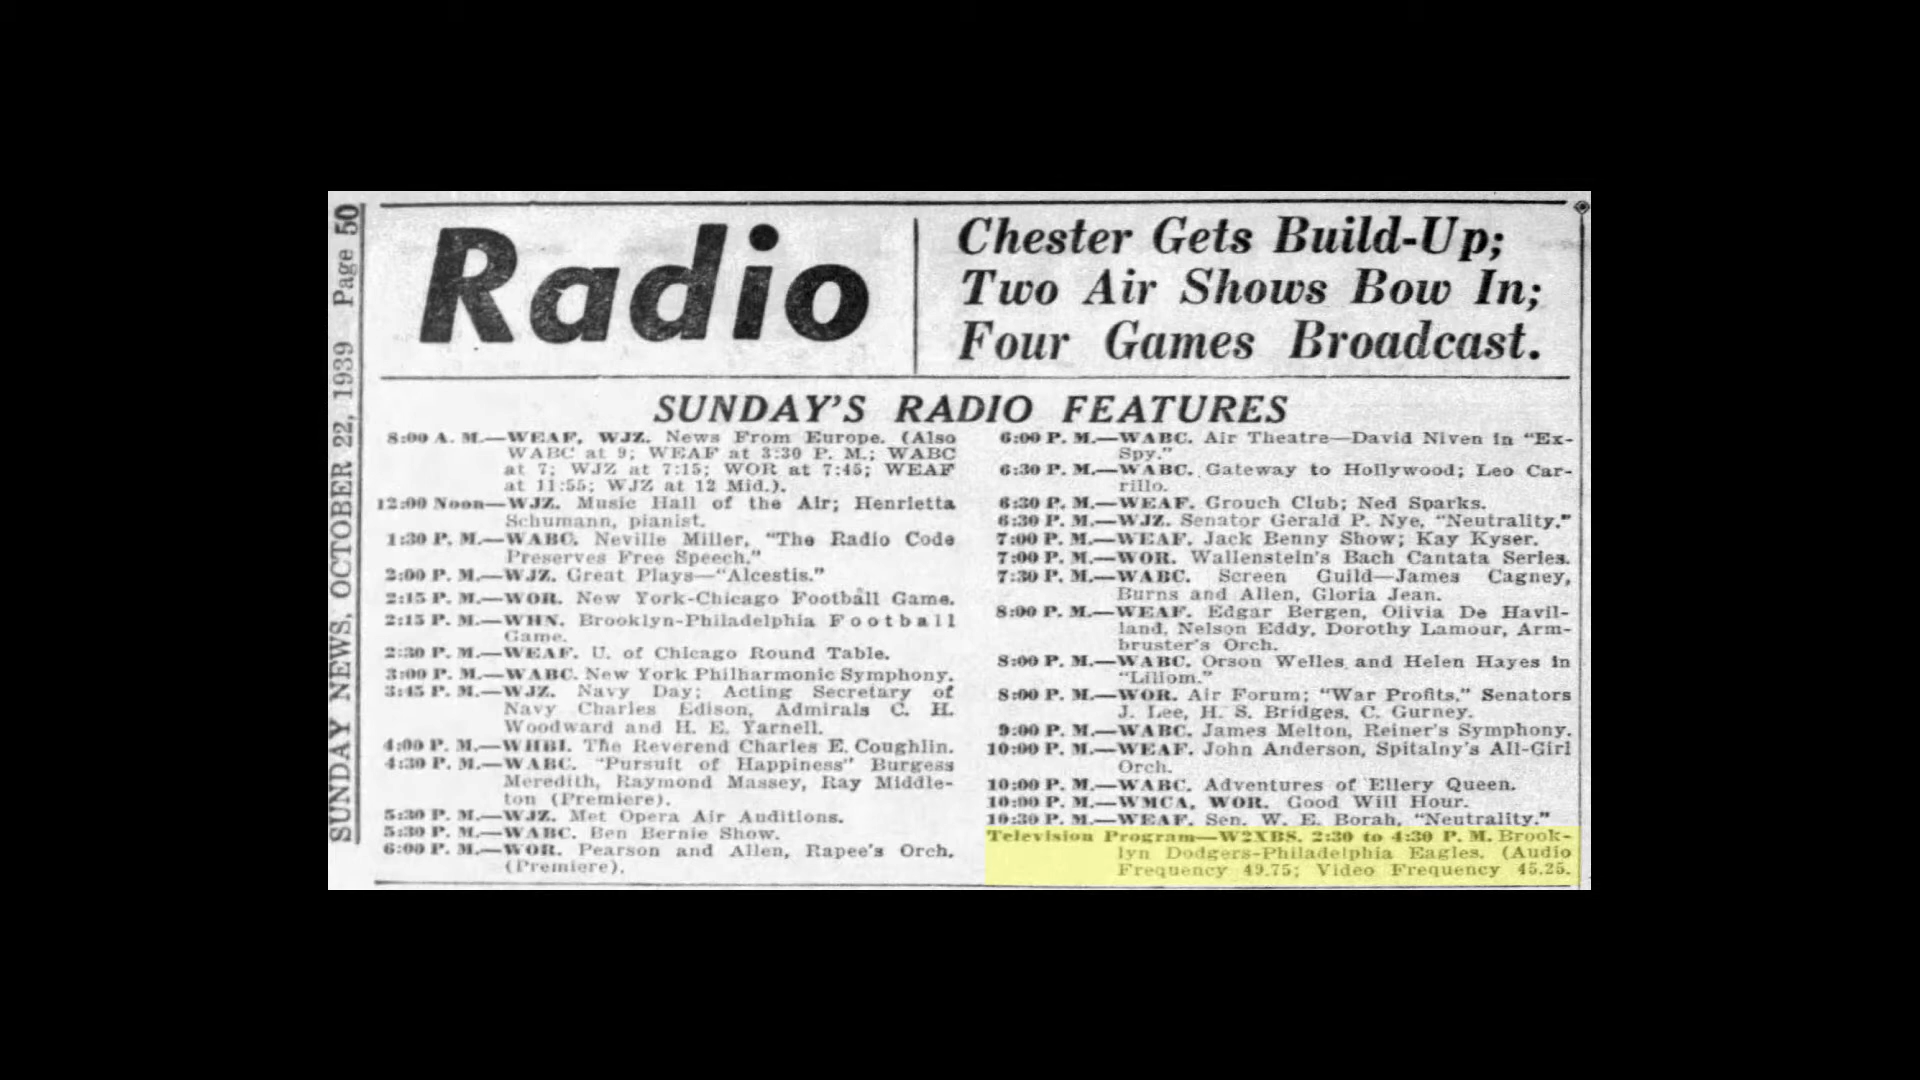 SUNDAY NEWS, OCTOBER 22, 1939 Page 50
Radio
Chester Gets Build-Up;
Two Air Shows Bow In;
Four Games Broadcast.
SUNDAY'S RADIO FEATURES
8:00 A. M.—WEAF, WJZ. News From Europe. (Also
WABC at 9; WEAF at 3:30 P. M.; WABC
at 7; WJZ at 7:15; WOR at 7:45; WEAF
at 11:55; WJZ at 12 Mid.).
12:00 Noon—WJZ. Music Hall of the Air; Henrietta
Schumann, pianist.
1:30 P. M.—WABC. Neville Miller, "The Radio Code
Preserves Free Speech."
2:00 P. M.—WJZ. Great Plays—"Alcestis."
2:15 P. M.—WOR. New York-Chicago Football Game.
2:15 P. M.—WHN. Brooklyn-Philadelphia Football
Game.
2:30 P. M.—WEAF. U. of Chicago Round Table.
3:00 P. M.—WABC. New York Philharmonic Symphony.
3:45 P. M.—WJZ. Navy Day; Acting Secretary of
Navy Charles Edison, Admirals C. H.
Woodward and H. E. Yarnell.
4:00 P. M.—WHBI. The Reverend Charles E. Coughlin.
4:30 P. M.—WABC. "Pursuit of Happiness" Burgess
Meredith, Raymond Massey, Ray Middle-
ton (Premiere).
5:30 P. M.—WJZ. Met Opera Air Auditions.
5:30 P. M.—WABC. Ben Bernie Show.
6:00 P. M.—WOR. Pearson and Allen, Rapee's Orch.
(Premiere).
6:00 P. M.—WABC. Air Theatre—David Niven in "Ex-
Spy."
6:30 P. M.—WABC. Gateway to Hollywood; Leo Car-
rillo.
6:30 P. M.—WEAF. Grouch Club; Ned Sparks.
6:30 P. M.—WJZ. Senator Gerald P. Nye, "Neutrality."
7:00 P. M.—WEAF. Jack Benny Show; Kay Kyser.
7:00 P. M.—WOR. Wallenstein's Bach Cantata Series.
7:30 P. M.—WABC. Screen Guild—James Cagney,
Burns and Allen, Gloria Jean.
8:00 P. M.—WEAF. Edgar Bergen, Olivia De Havil-
land, Nelson Eddy, Dorothy Lamour, Arm-
bruster's Orch.
8:00 P. M.—WABC. Orson Welles and Helen Hayes in
"Liliom."
8:00 P. M.—WOR. Air Forum; "War Profits," Senators
J. Lee, H. S. Bridges, C. Gurney.
9:00 P. M.—WABC. James Melton, Reiner's Symphony.
10:00 P. M.—WEAF. John Anderson, Spitalny's All-Girl
Orch.
10:00 P. M.—WABC. Adventures of Ellery Queen.
10:00 P. M.—WMCA, WOR. Good Will Hour.
10:30 P. M.—WEAF. Sen. W. E. Borah, "Neutrality."
Television Program—W2XBS. 2:30 to 4:30 P. M. Brook-
lyn Dodgers-Philadelphia Eagles. (Audio
Frequency 49.75; Video Frequency 45.25.